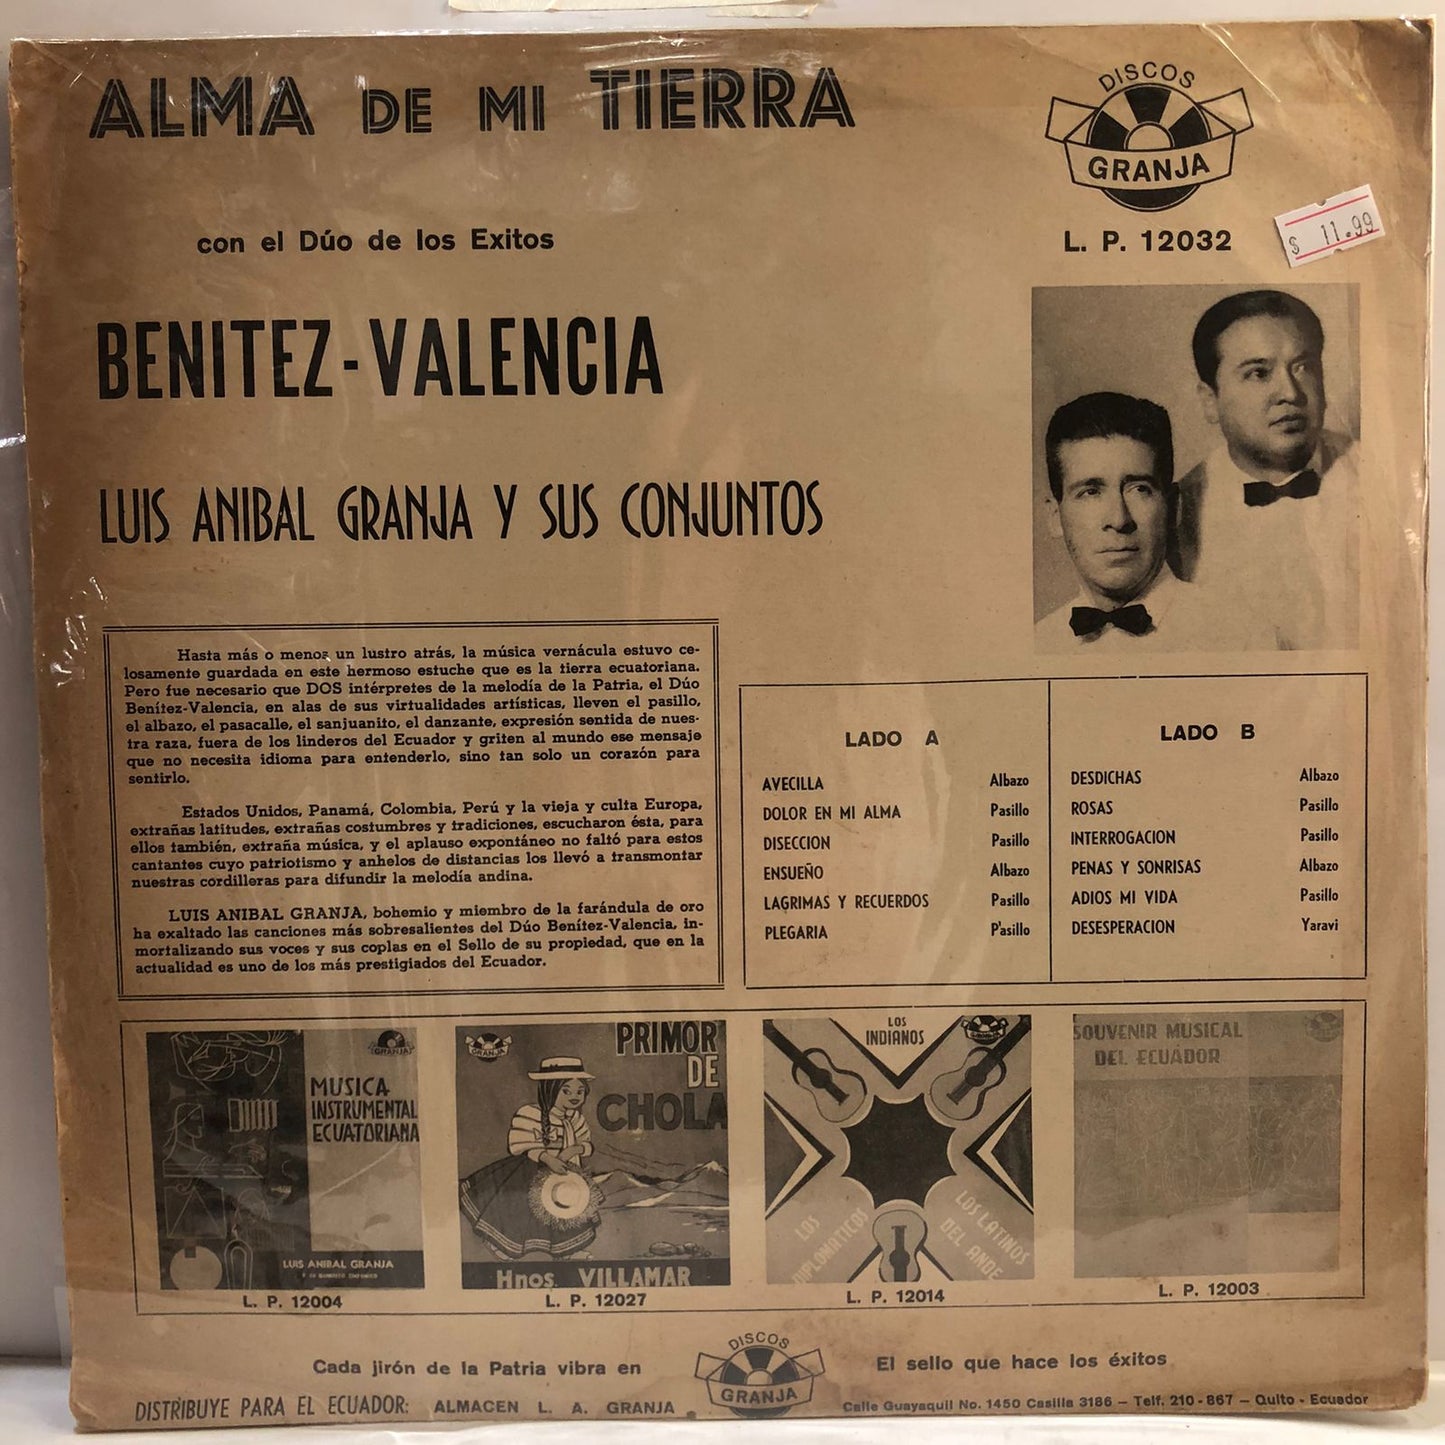 ALMA DE MI TIERRA
DISCOS
GRANJA
L. P. 12032
$ 11.99
con el Dúo de los Exitos
BENITEZ-VALENCIA
LUIS ANIBAL GRANJA Y SUS CONJUNTOS
Hasta más o menos un lustro atrás, la música vernácula estuvo ce-
losamente guardada en este hermoso estuche que es la tierra ecuatoriana.
Pero fue necesario que DOS intérpretes de la melodía de la Patria, el Dúo
Benítez-Valencia, en alas de sus virtualidades artísticas, lleven el pasillo,
el albazo, el pasacalle, el sanjuanito, el danzante, expresión sentida de nues-
tra raza, fuera de los linderos del Ecuador y griten al mundo ese mensaje
que no necesita idioma para entenderlo, sino tan solo un corazón para
sentirlo.
Estados Unidos, Panamá, Colombia, Perú y la vieja y culta Europa,
extrañas latitudes, extrañas costumbres y tradiciones, escucharon ésta, para
ellos también, extraña música, y el aplauso expontáneo no faltó para estos
cantantes cuyo patriotismo y anhelos de distancias los llevó a transmontar
nuestras cordilleras para difundir la melodía andina.
LUIS ANIBAL GRANJA, bohemio y miembro de la farándula de oro
ha exaltado las canciones más sobresalientes del Dúo Benítez-Valencia, in-
mortalizando sus voces y sus coplas en el Sello de su propiedad, que en la
actualidad es uno de los más prestigiados del Ecuador.
LADO A
AVECILLA Albazo
DOLOR EN MI ALMA Pasillo
DISECCION Pasillo
ENSUEÑO Albazo
LAGRIMAS Y RECUERDOS Pasillo
PLEGARIA P'asillo
LADO B
DESDICHAS Albazo
ROSAS Pasillo
INTERROGACION Pasillo
PENAS Y SONRISAS Albazo
ADIOS MI VIDA Pasillo
DESESPERACION Yaravi
GRANJA
MUSICA
INSTRUMENTAL
ECUATORIANA
LUIS ANIBAL GRANJA
L. P. 12004
GRANJA
PRIMOR
DE
CHOLA
Hnos. VILLAMAR
L. P. 12027
LOS
INDIANOS
GRANJA
LOS
DIPLOMATICOS
LOS LATINOS
DEL ANDE
L. P. 12014
SOUVENIR MUSICAL
DEL ECUADOR
L. P. 12003
Cada jirón de la Patria vibra en
DISCOS
GRANJA
El sello que hace los éxitos
DISTRIBUYE PARA EL ECUADOR: ALMACEN L. A. GRANJA
Calle Guayaquil No. 1450 Casilla 3186 – Telf. 210-867 – Quito - Ecuador